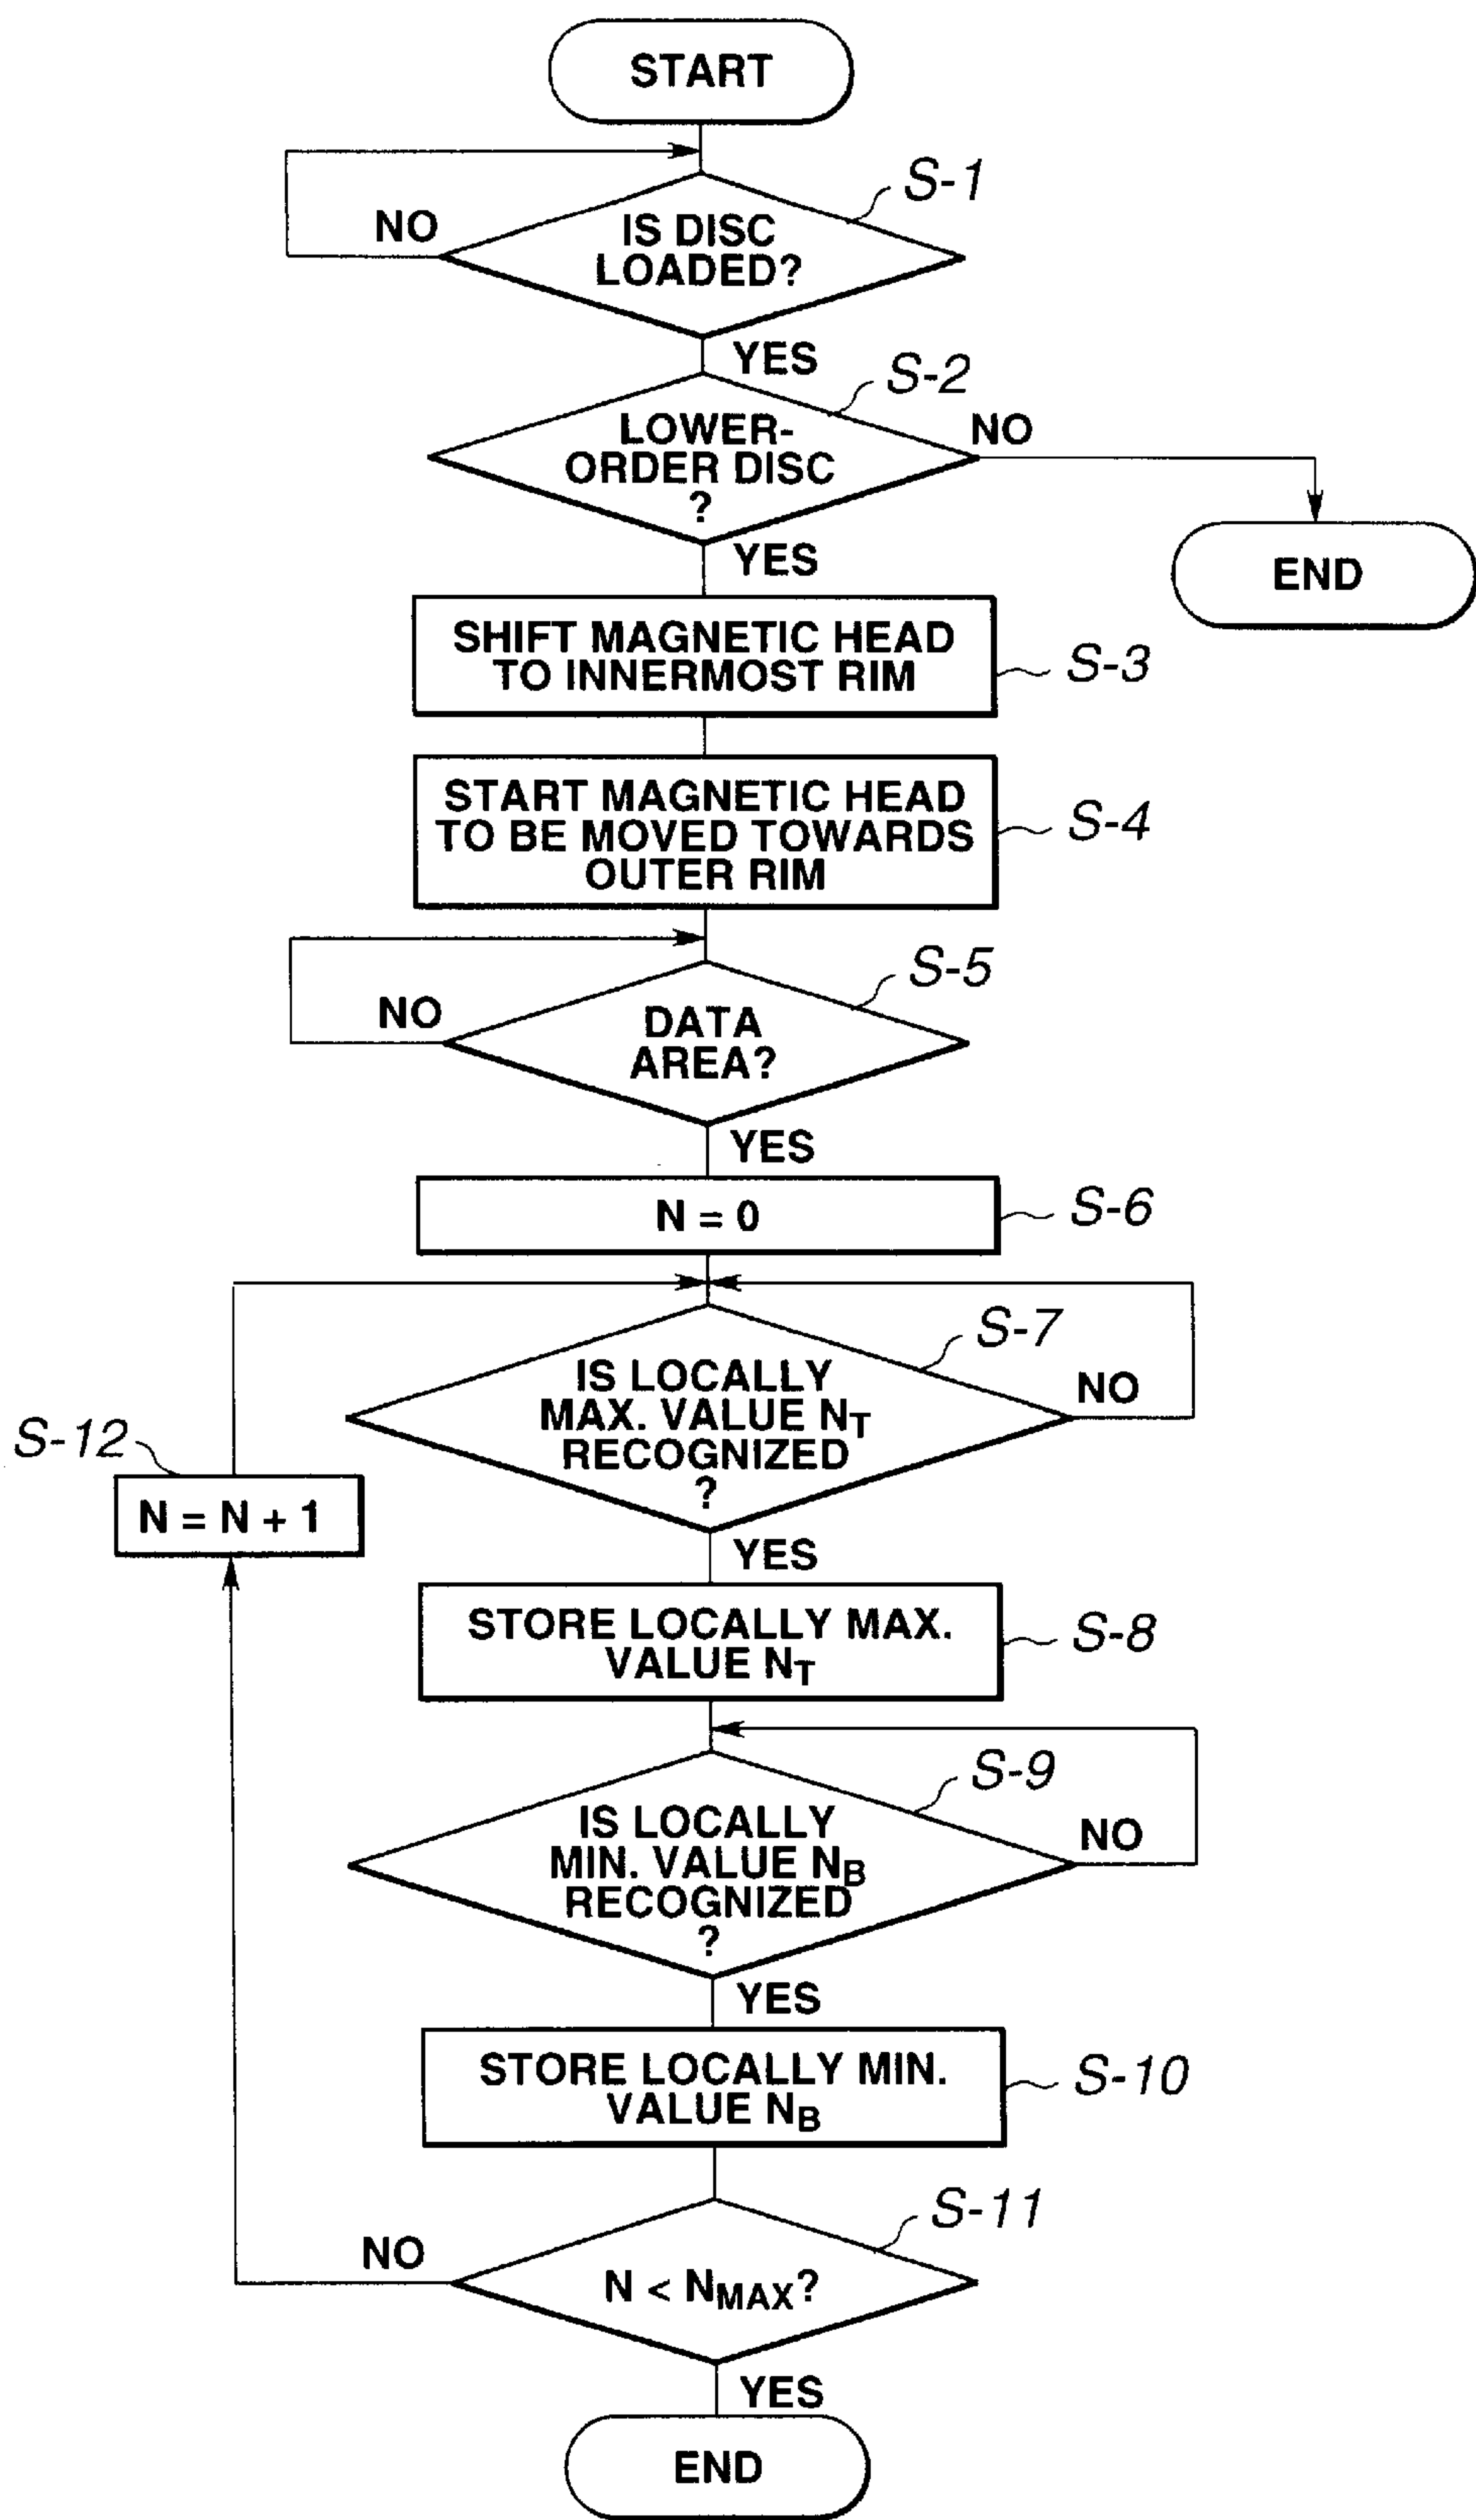 START
S-1
NO
IS DISC
LOADED?
YES
S-2
LOWER-
ORDER DISC
?
NO
YES
END
SHIFT MAGNETIC HEAD
TO INNERMOST RIM
S-3
START MAGNETIC HEAD
TO BE MOVED TOWARDS
OUTER RIM
S-4
S-5
NO
DATA
AREA?
YES
N = 0
S-6
S-7
IS LOCALLY
MAX. VALUE NT
RECOGNIZED
?
NO
S-12
N = N + 1
YES
STORE LOCALLY MAX.
VALUE NT
S-8
S-9
IS LOCALLY
MIN. VALUE NB
RECOGNIZED
?
NO
YES
STORE LOCALLY MIN.
VALUE NB
S-10
S-11
NO
N < NMAX?
YES
END